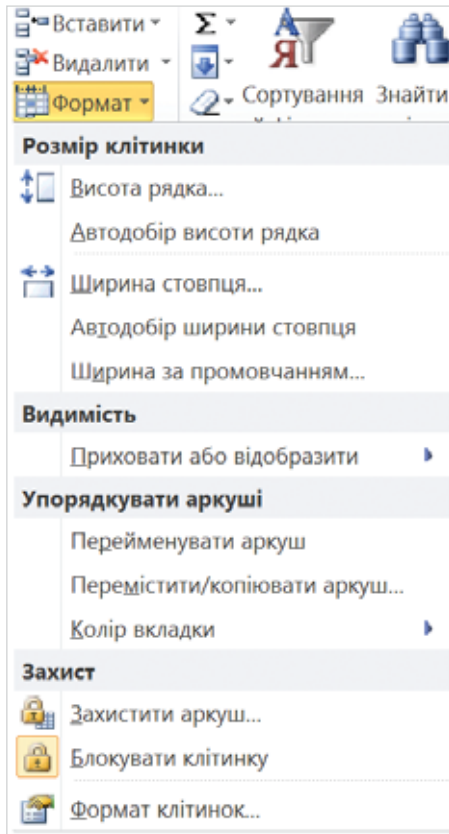 Вставити
Σ
А
Я
Видалити
Формат
Сортування
Знайти
Розмір клітинки
Висота рядка...
Автодобір висоти рядка
Ширина стовпця...
Автодобір ширини стовпця
Ширина за промовчанням...
Видимість
Приховати або відобразити
Упорядкувати аркуші
Перейменувати аркуш
Перемістити/копіювати аркуш...
Колір вкладки
Захист
Захистити аркуш...
Блокувати клітинку
Формат клітинок...